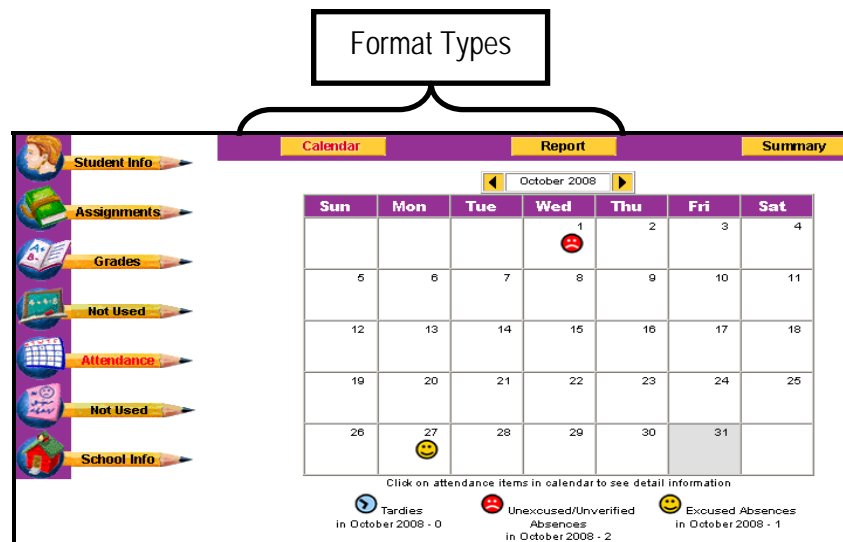 Format Types
Calendar Report Summary
Student Info
Assignments
Grades
Not Used
Attendance
Not Used
School Info
October 2008
Sun Mon Tue Wed Thu Fri Sat
1 2 3 4
5 6 7 8 9 10 11
12 13 14 15 16 17 18
19 20 21 22 23 24 25
26 27 28 29 30 31
Click on attendance items in calendar to see detail information
Tardies
in October 2008 - 0
Unexcused/Unverified
Absences
in October 2008 - 2
Excused Absences
in October 2008 - 1